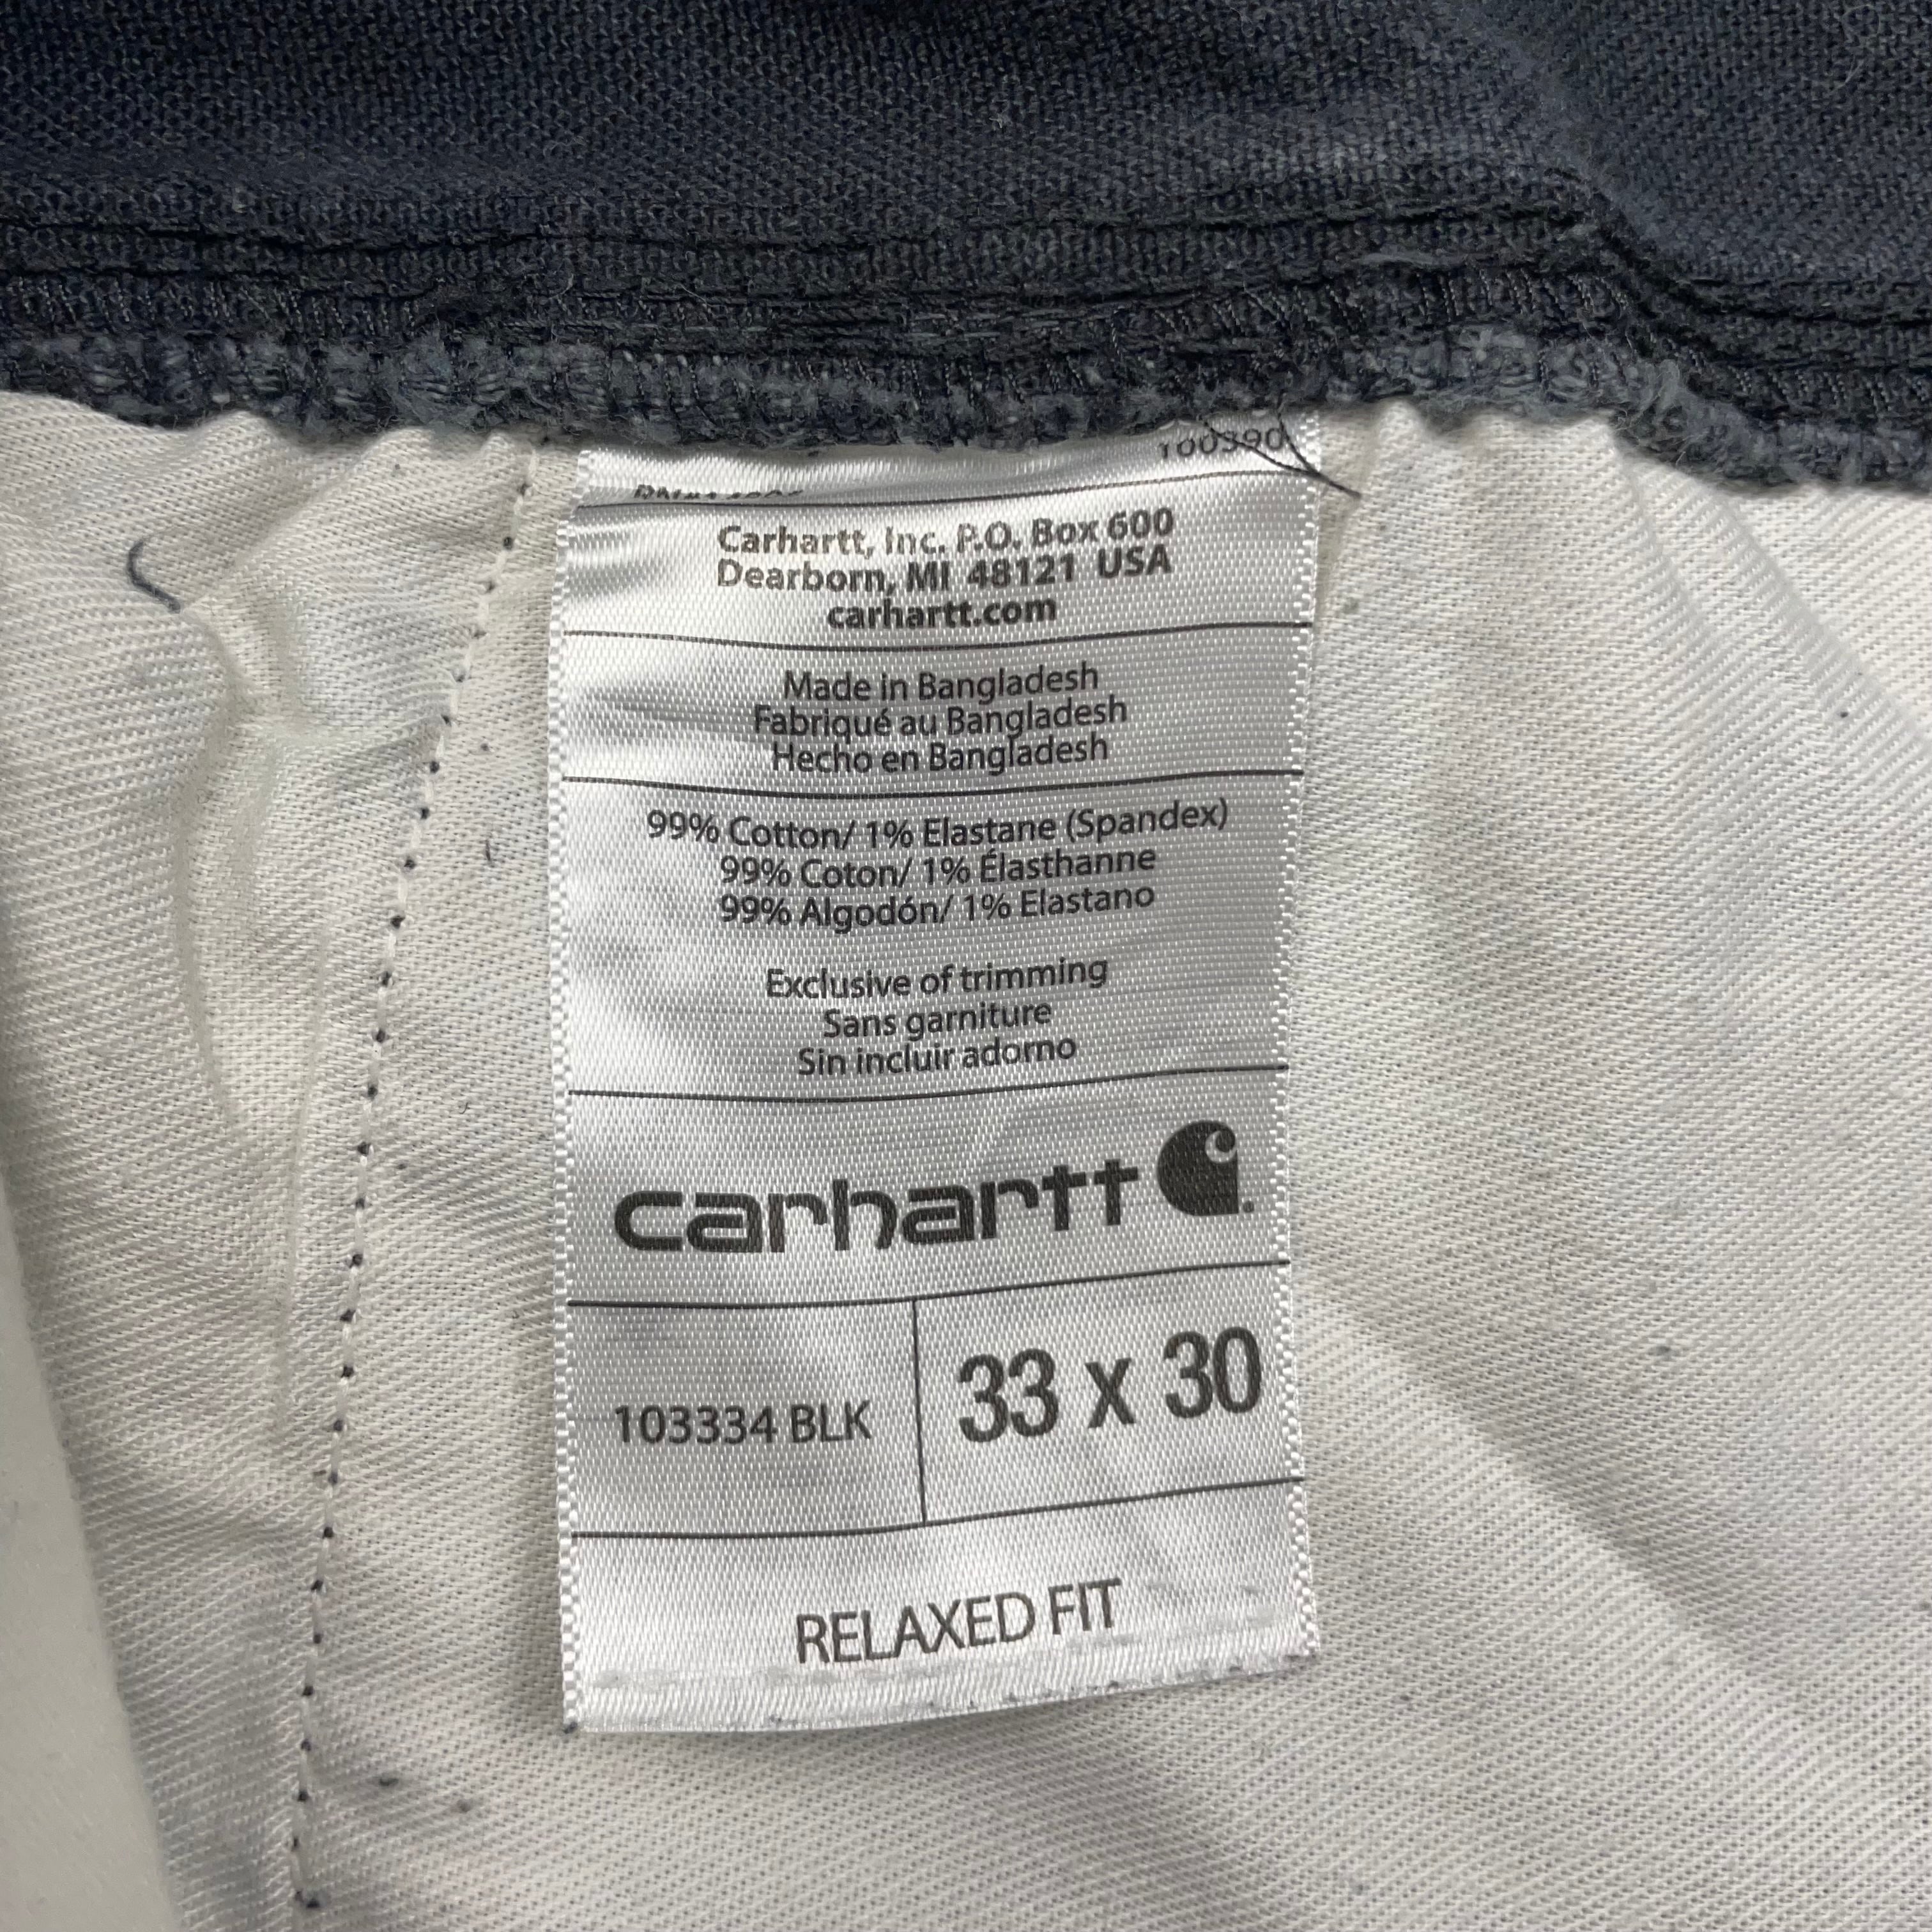 100390
Carhartt, Inc. P.O. Box 600
Dearborn, MI 48121 USA
carhartt.com
Made in Bangladesh
Fabriqué au Bangladesh
Hecho en Bangladesh
99% Cotton/ 1% Elastane (Spandex)
99% Coton/ 1% Élasthanne
99% Algodón/ 1% Elastano
Exclusive of trimming
Sans garniture
Sin incluir adorno
carhartt
103334 BLK
33 x 30
RELAXED FIT